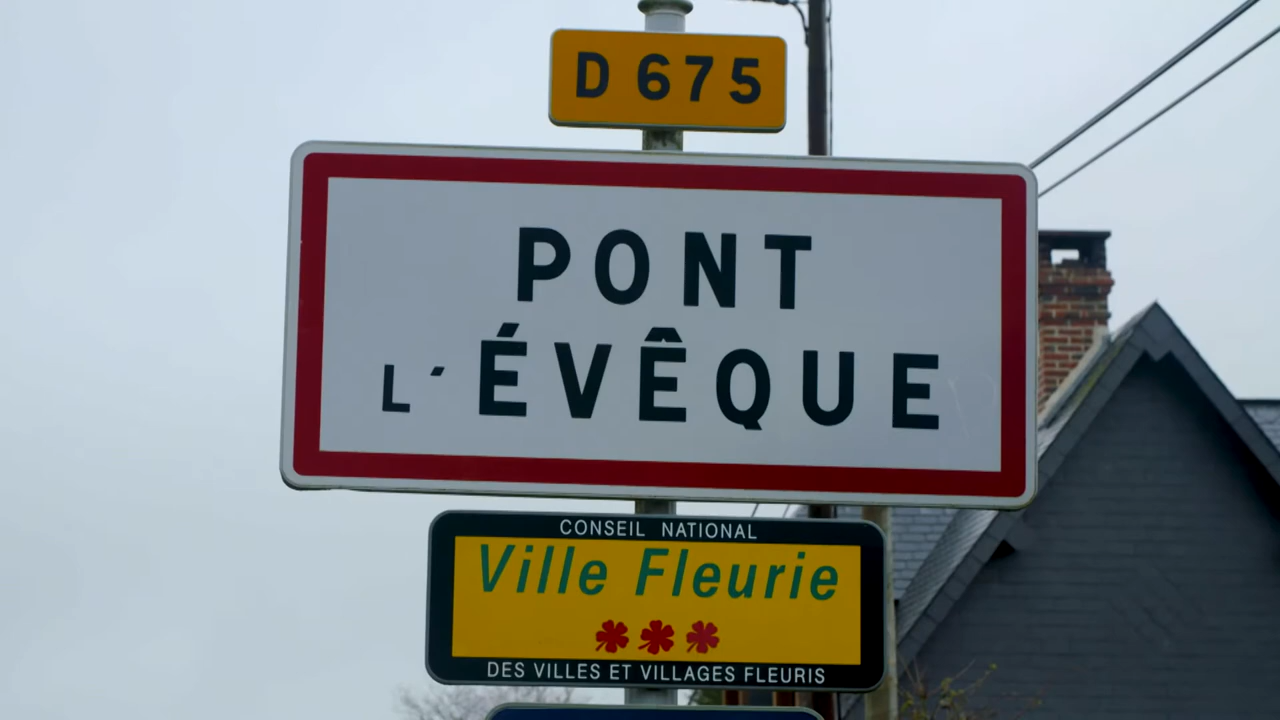 D 675
PONT
L'ÉVÊQUE
CONSEIL NATIONAL
Ville Fleurie
DES VILLES ET VILLAGES FLEURIS